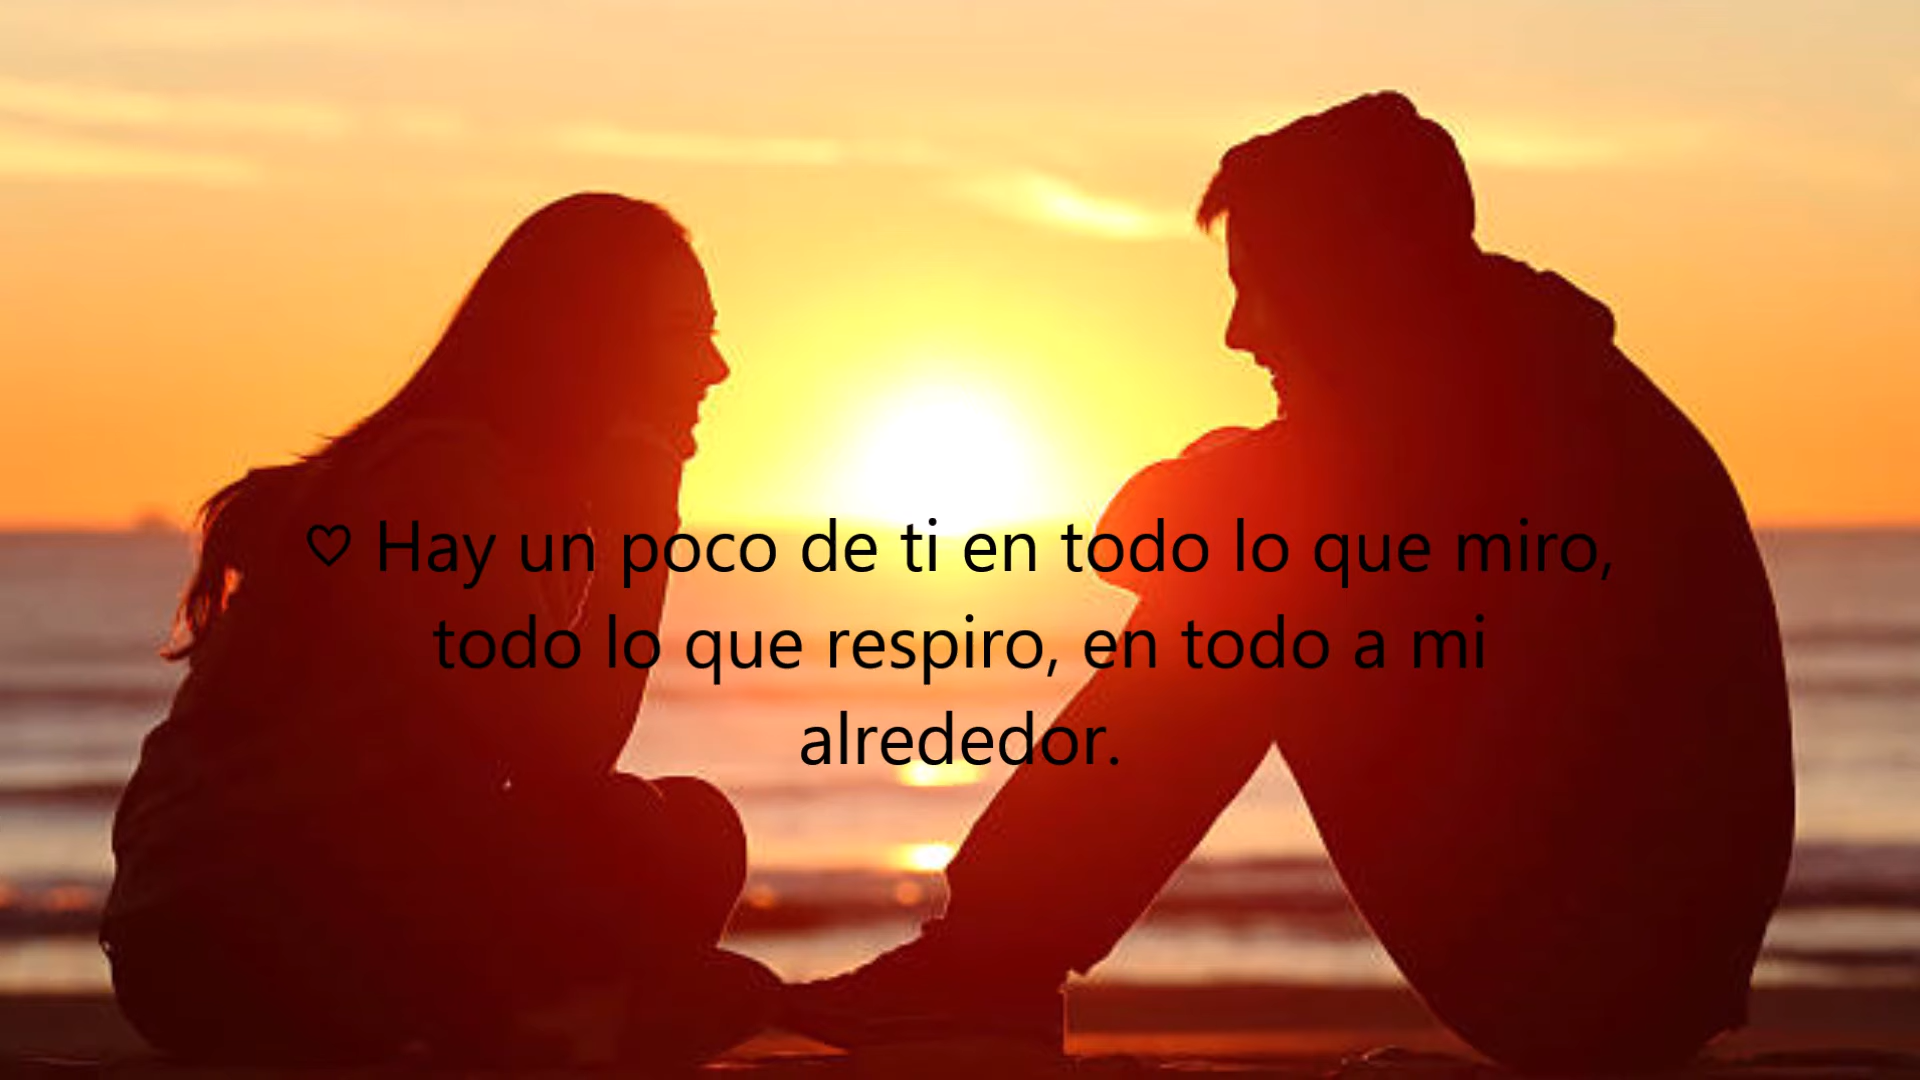 ♡ Hay un poco de ti en todo lo que miro,
todo lo que respiro, en todo a mi
alrededor.